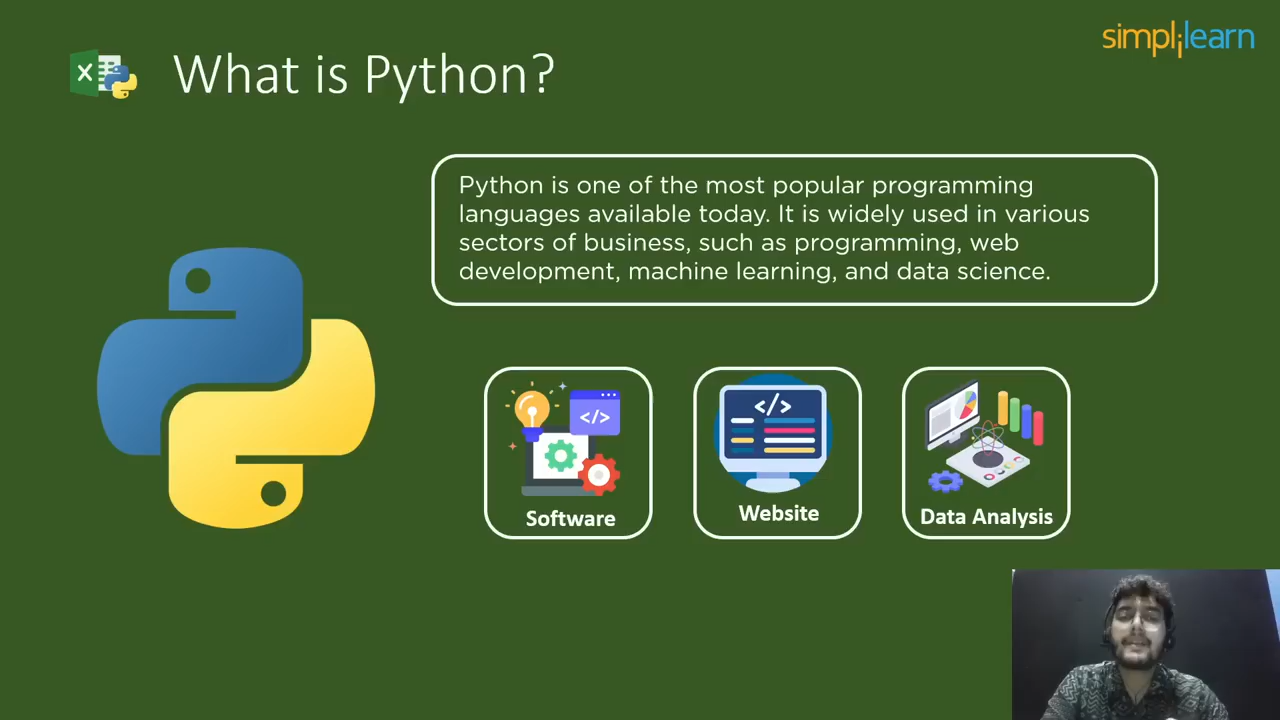 simplilearn
What is Python?
Python is one of the most popular programming
languages available today. It is widely used in various
sectors of business, such as programming, web
development, machine learning, and data science.
Software
Website
Data Analysis